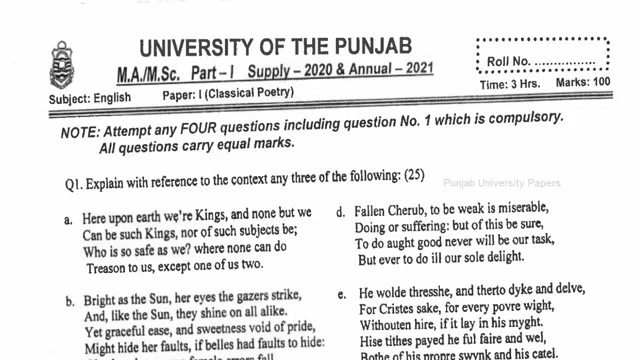 UNIVERSITY OF THE PUNJAB
M.A./M.Sc. Part – I Supply – 2020 & Annual – 2021
Subject: English Paper: I (Classical Poetry)
Roll No. ..................
Time: 3 Hrs. Marks: 100
NOTE: Attempt any FOUR questions including question No. 1 which is compulsory.
All questions carry equal marks.
Q1. Explain with reference to the context any three of the following: (25)
Punjab University Papers
a. Here upon earth we're Kings, and none but we
Can be such Kings, nor of such subjects be;
Who is so safe as we? where none can do
Treason to us, except one of us two.
b. Bright as the Sun, her eyes the gazers strike,
And, like the Sun, they shine on all alike.
Yet graceful ease, and sweetness void of pride,
Might hide her faults, if belles had faults to hide:
d. Fallen Cherub, to be weak is miserable,
Doing or suffering: but of this be sure,
To do aught good never will be our task,
But ever to do ill our sole delight.
e. He wolde thresshe, and therto dyke and delve,
For Cristes sake, for every povre wight,
Withouten hire, if it lay in his myght.
Hise tithes payed he ful faire and wel,
Bothe of his propre swynk and his catel.